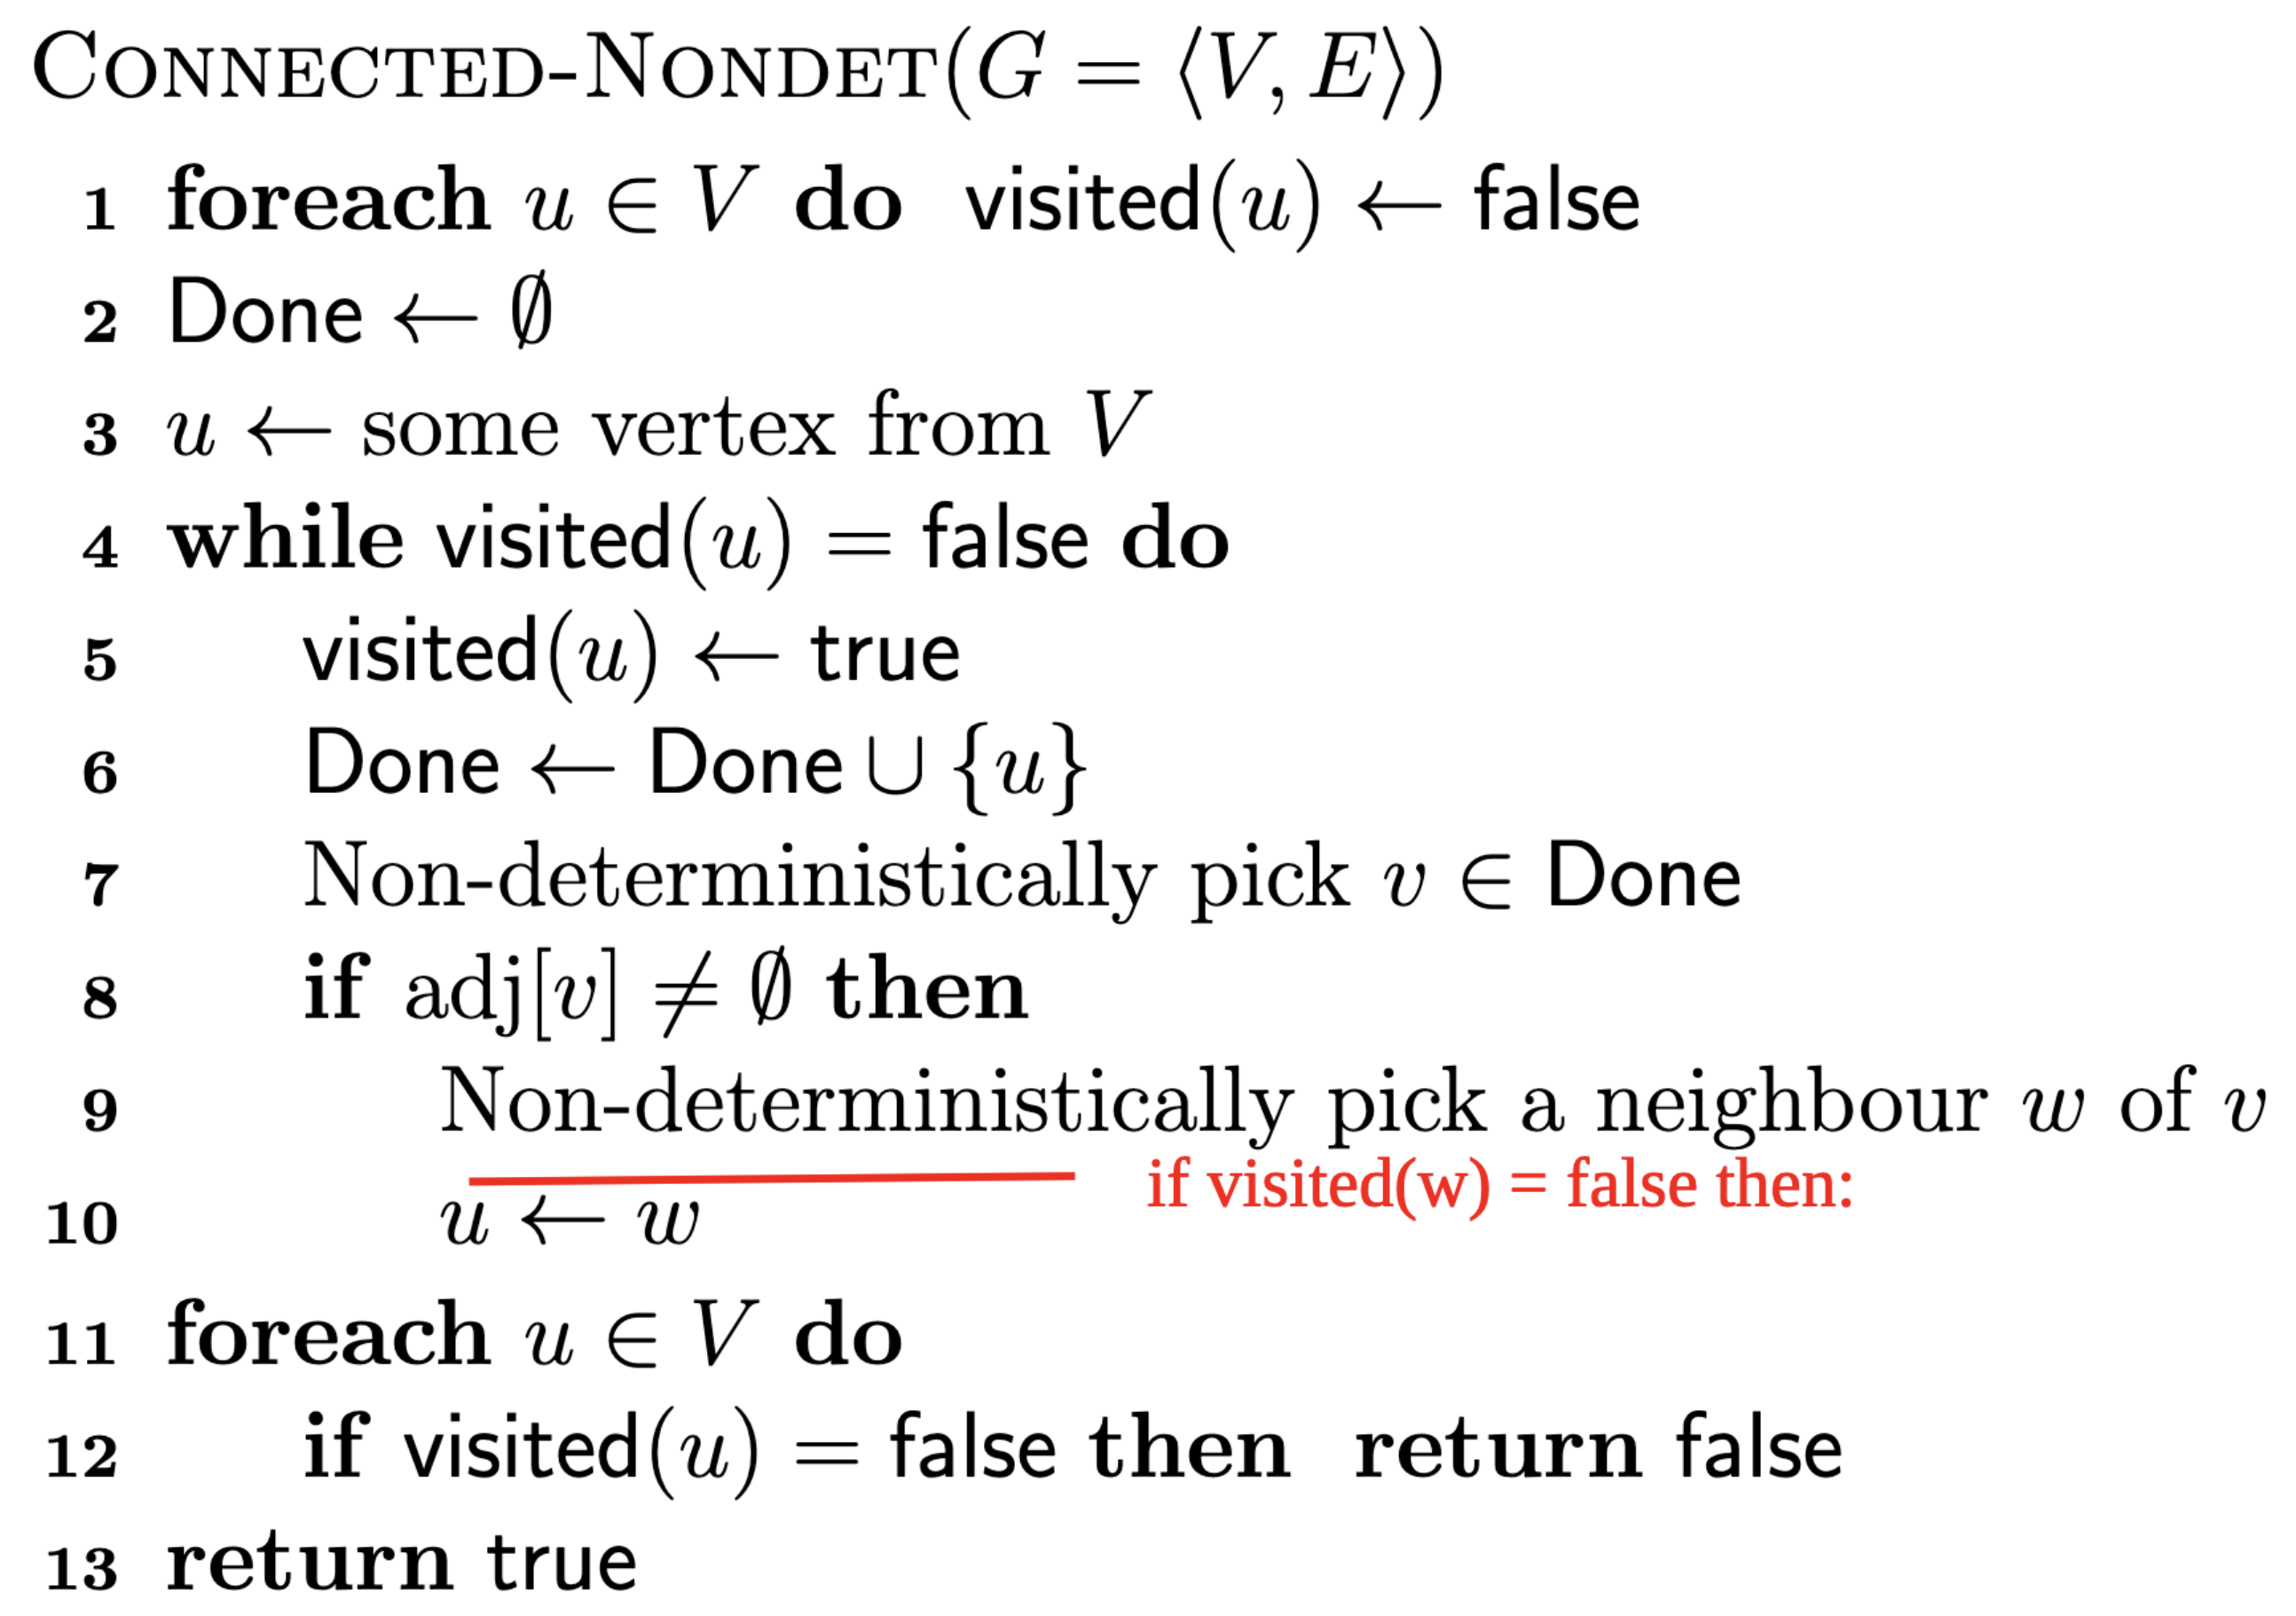 CONNECTED-NONDET(G = ⟨V, E⟩)
1 foreach u ∈ V do visited(u) ← false
2 Done ← ∅
3 u ← some vertex from V
4 while visited(u) = false do
5 visited(u) ← true
6 Done ← Done ∪ {u}
7 Non-deterministically pick v ∈ Done
8 if adj[v] ≠ ∅ then
9 Non-deterministically pick a neighbour w of v
if visited(w) = false then:
10 u ← w
11 foreach u ∈ V do
12 if visited(u) = false then return false
13 return true